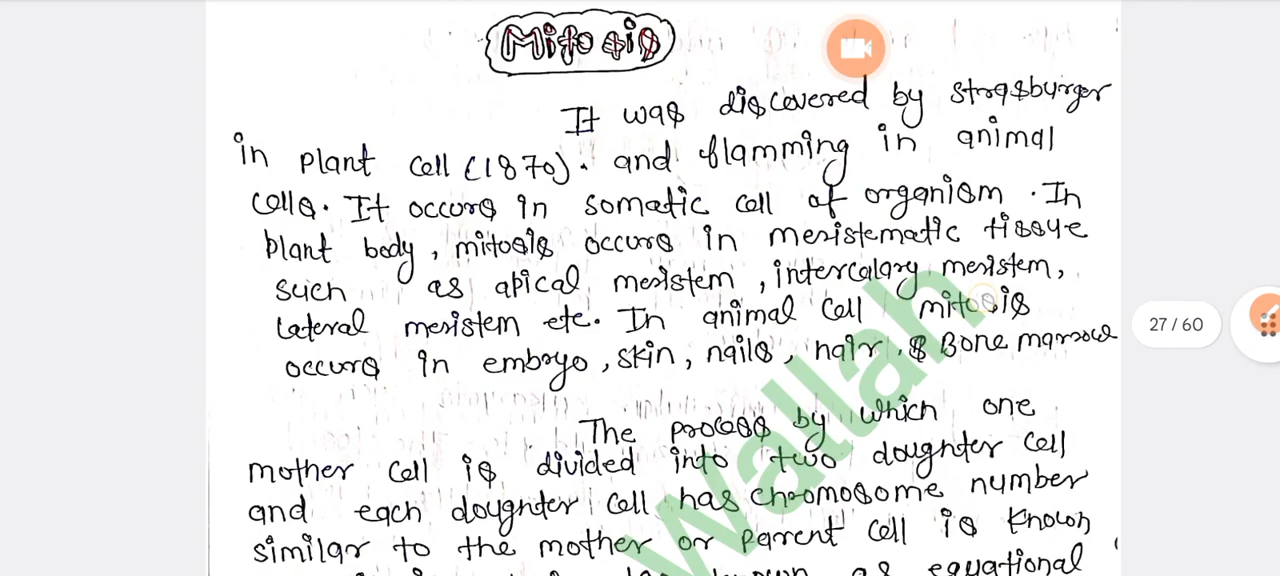 Mitosis
It was discovered by strasburger
in plant cell (1870). and flamming in animal
cells. It occurs in somatic cell of organism. In
plant body, mitosis occurs in meristematic tissue
such as apical meristem, intercalary meristem,
Lateral meristem etc. In animal cell mitosis
occurs in embryo, skin, nails, hair, & Bone marrow
The process by which one
mother cell is divided into two daughter cell
and each daughter cell has chromosome number
similar to the mother or parent cell is known
as equational
Wallah
27 / 60